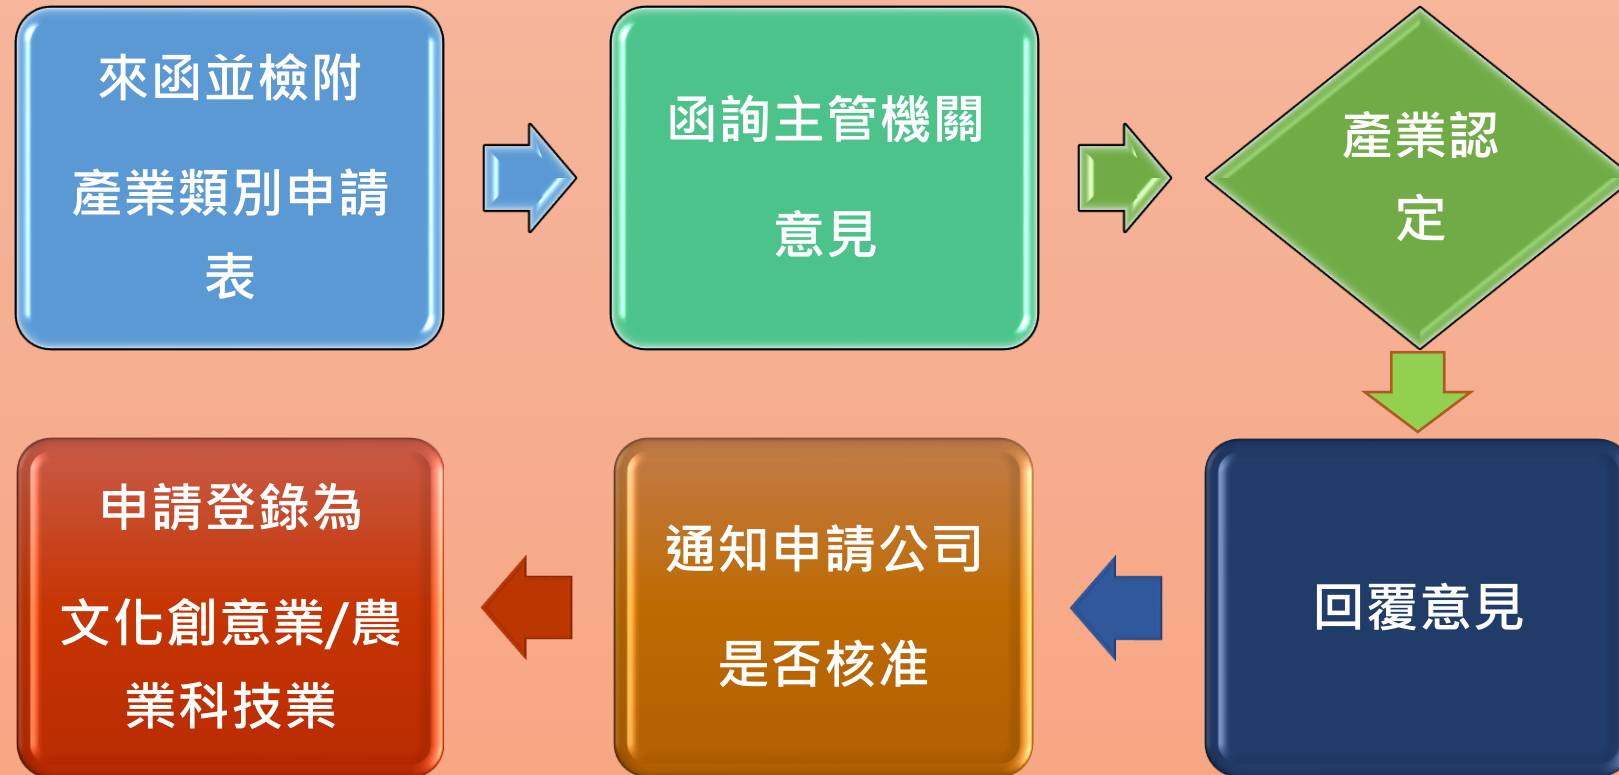 來函並檢附
產業類別申請
表
函詢主管機關
意見
產業認
定
回覆意見
通知申請公司
是否核准
申請登錄為
文化創意業/農
業科技業